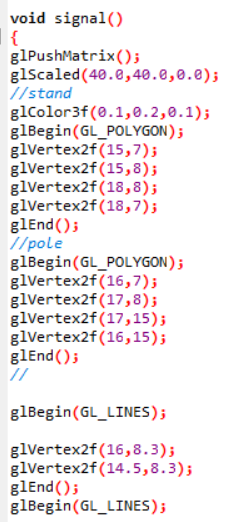 void signal()
{
glPushMatrix();
glScaled(40.0,40.0,0.0);
//stand
glColor3f(0.1,0.2,0.1);
glBegin(GL_POLYGON);
glVertex2f(15,7);
glVertex2f(15,8);
glVertex2f(18,8);
glVertex2f(18,7);
glEnd();
//pole
glBegin(GL_POLYGON);
glVertex2f(16,7);
glVertex2f(17,8);
glVertex2f(17,15);
glVertex2f(16,15);
glEnd();
//
glBegin(GL_LINES);
glVertex2f(16,8.3);
glVertex2f(14.5,8.3);
glEnd();
glBegin(GL_LINES);